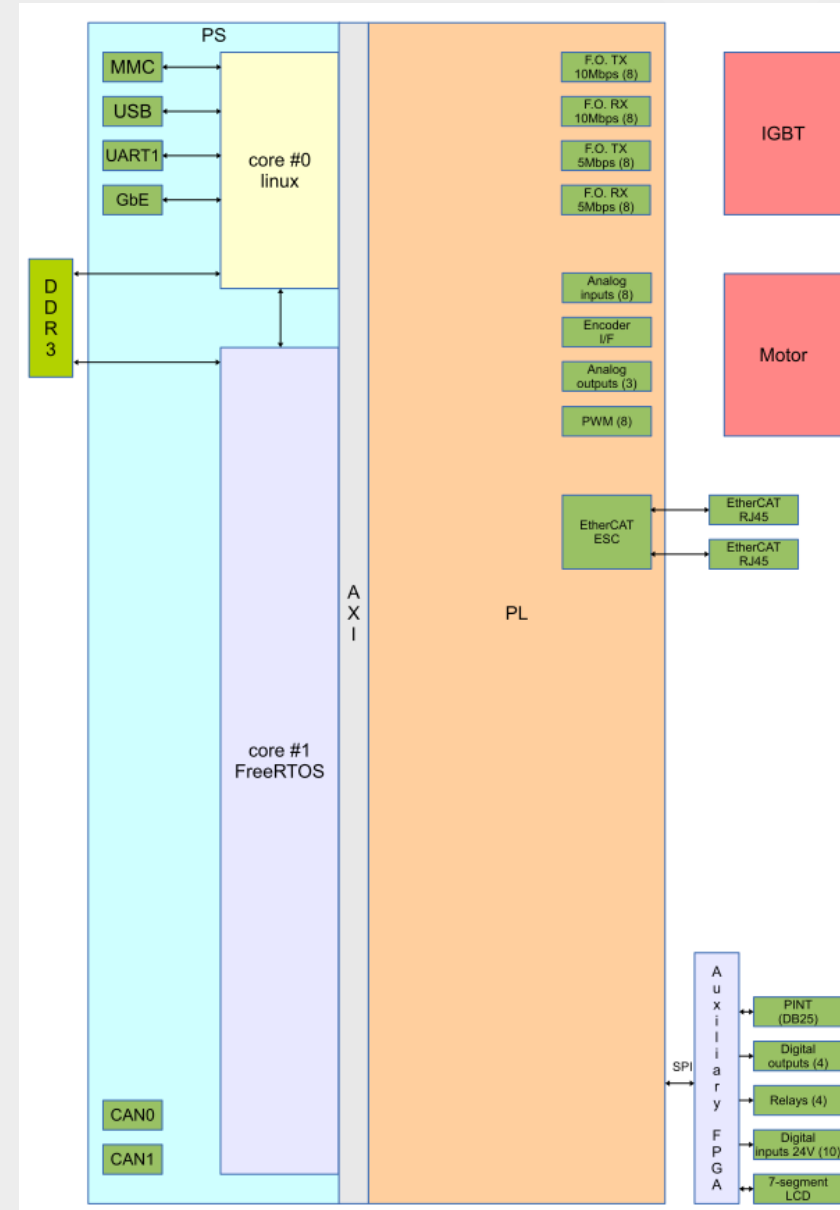 PS
MMC
USB
UART1
GbE
core #0
linux
D
D
R
3
core #1
FreeRTOS
CAN0
CAN1
A
X
I
PL
F.O. TX
10Mbps (8)
F.O. RX
10Mbps (8)
F.O. TX
5Mbps (8)
F.O. RX
5Mbps (8)
Analog
inputs (8)
Encoder
I/F
Analog
outputs (3)
PWM (8)
EtherCAT
ESC
IGBT
Motor
EtherCAT
RJ45
EtherCAT
RJ45
SPI
A
u
x
i
l
i
a
r
y
F
P
G
A
PINT
(DB25)
Digital
outputs (4)
Relays (4)
Digital
inputs 24V (10)
7-segment
LCD